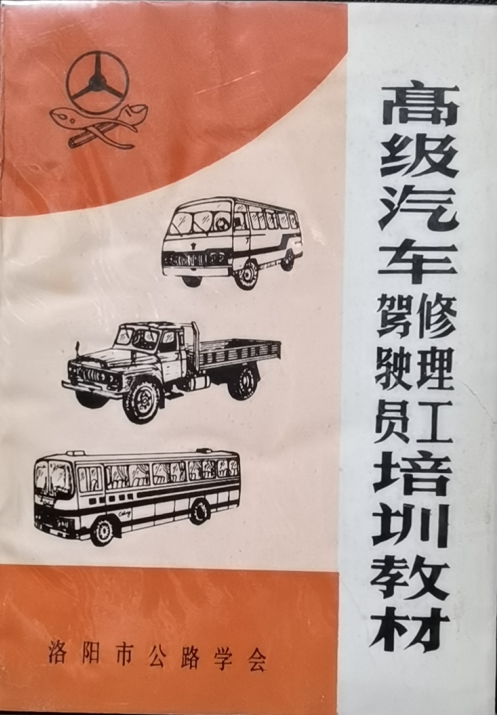 高级汽车
修理工
驾驶员
培训教材
洛阳市公路学会